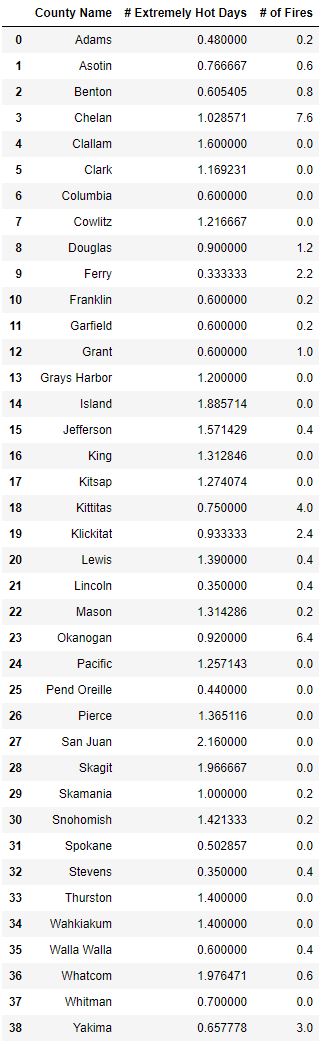 County Name # Extremely Hot Days # of Fires
0 Adams 0.480000 0.2
1 Asotin 0.766667 0.6
2 Benton 0.605405 0.8
3 Chelan 1.028571 7.6
4 Clallam 1.600000 0.0
5 Clark 1.169231 0.0
6 Columbia 0.600000 0.0
7 Cowlitz 1.216667 0.0
8 Douglas 0.900000 1.2
9 Ferry 0.333333 2.2
10 Franklin 0.600000 0.2
11 Garfield 0.600000 0.2
12 Grant 0.600000 1.0
13 Grays Harbor 1.200000 0.0
14 Island 1.885714 0.0
15 Jefferson 1.571429 0.4
16 King 1.312846 0.0
17 Kitsap 1.274074 0.0
18 Kittitas 0.750000 4.0
19 Klickitat 0.933333 2.4
20 Lewis 1.390000 0.4
21 Lincoln 0.350000 0.4
22 Mason 1.314286 0.2
23 Okanogan 0.920000 6.4
24 Pacific 1.257143 0.0
25 Pend Oreille 0.440000 0.0
26 Pierce 1.365116 0.0
27 San Juan 2.160000 0.0
28 Skagit 1.966667 0.0
29 Skamania 1.000000 0.2
30 Snohomish 1.421333 0.2
31 Spokane 0.502857 0.0
32 Stevens 0.350000 0.4
33 Thurston 1.400000 0.0
34 Wahkiakum 1.400000 0.0
35 Walla Walla 0.600000 0.4
36 Whatcom 1.976471 0.6
37 Whitman 0.700000 0.0
38 Yakima 0.657778 3.0